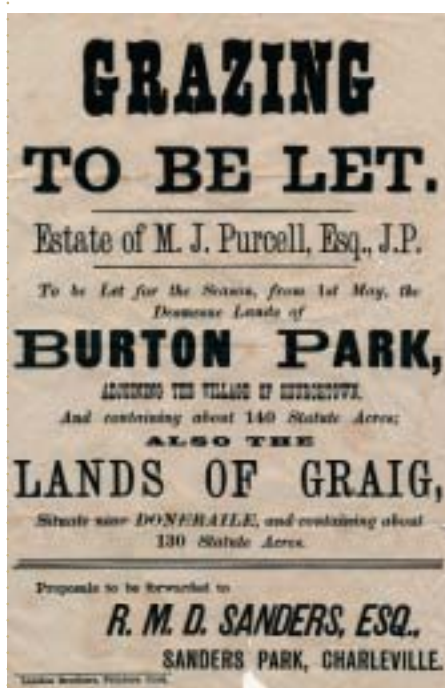 GRAZING
TO BE LET.
Estate of M. J. Purcell, Esq., J.P.
To be Let for the Season, from 1st May, the
Demesne Lands of
BURTON PARK,
ADJOINING THE VILLAGE OF CHURCHTOWN.
And containing about 140 Statute Acres;
ALSO THE
LANDS OF GRAIG,
Situate near DONERAILE, and containing about
130 Statute Acres.
Proposals to be forwarded to
R. M. D. SANDERS, ESQ.,
SANDERS PARK, CHARLEVILLE.
Printers